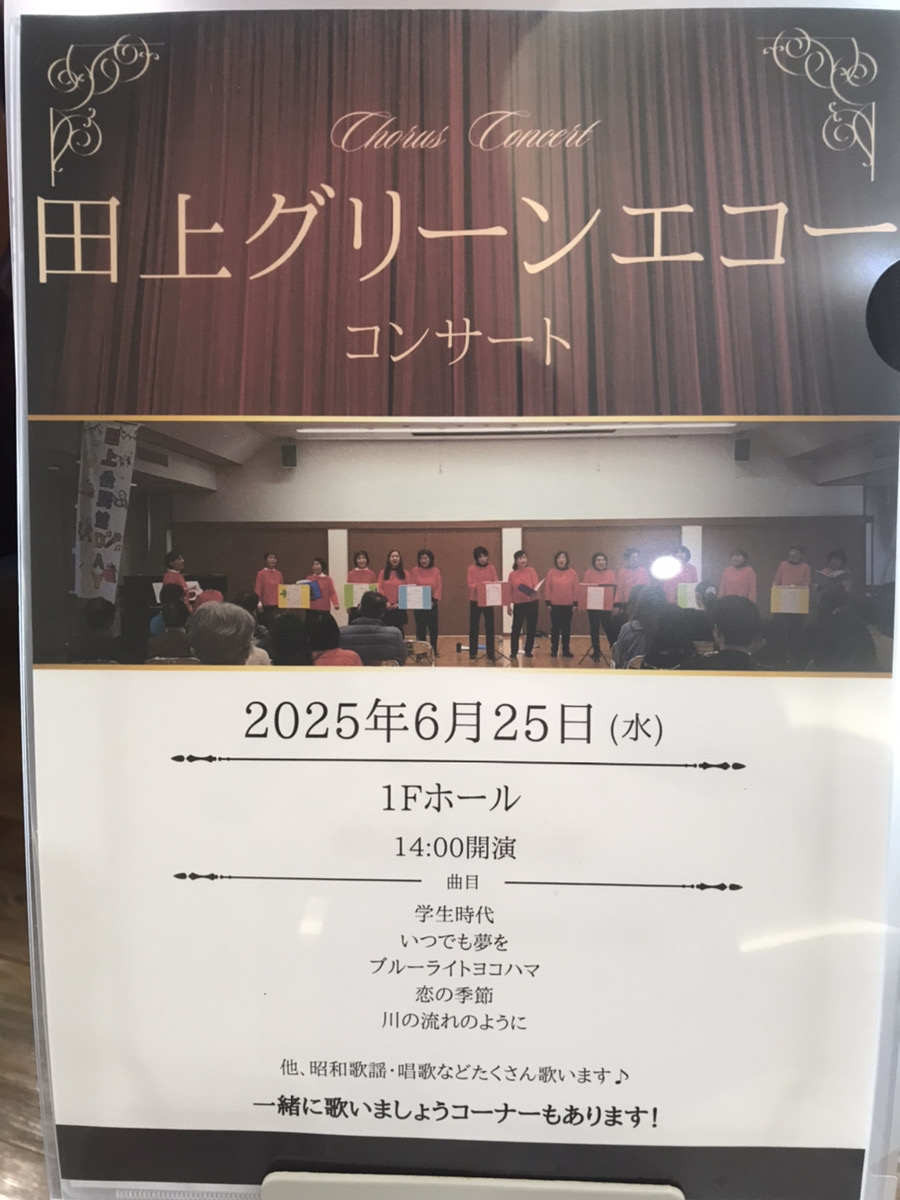 Chorus Concert
田上グリーンエコー
コンサート
2025年6月25日 (水)
1Fホール
14:00開演
曲目
学生時代
いつでも夢を
ブルーライトヨコハマ
恋の季節
川の流れのように
他、昭和歌謡・唱歌などたくさん歌います♪
一緒に歌いましょうコーナーもあります!